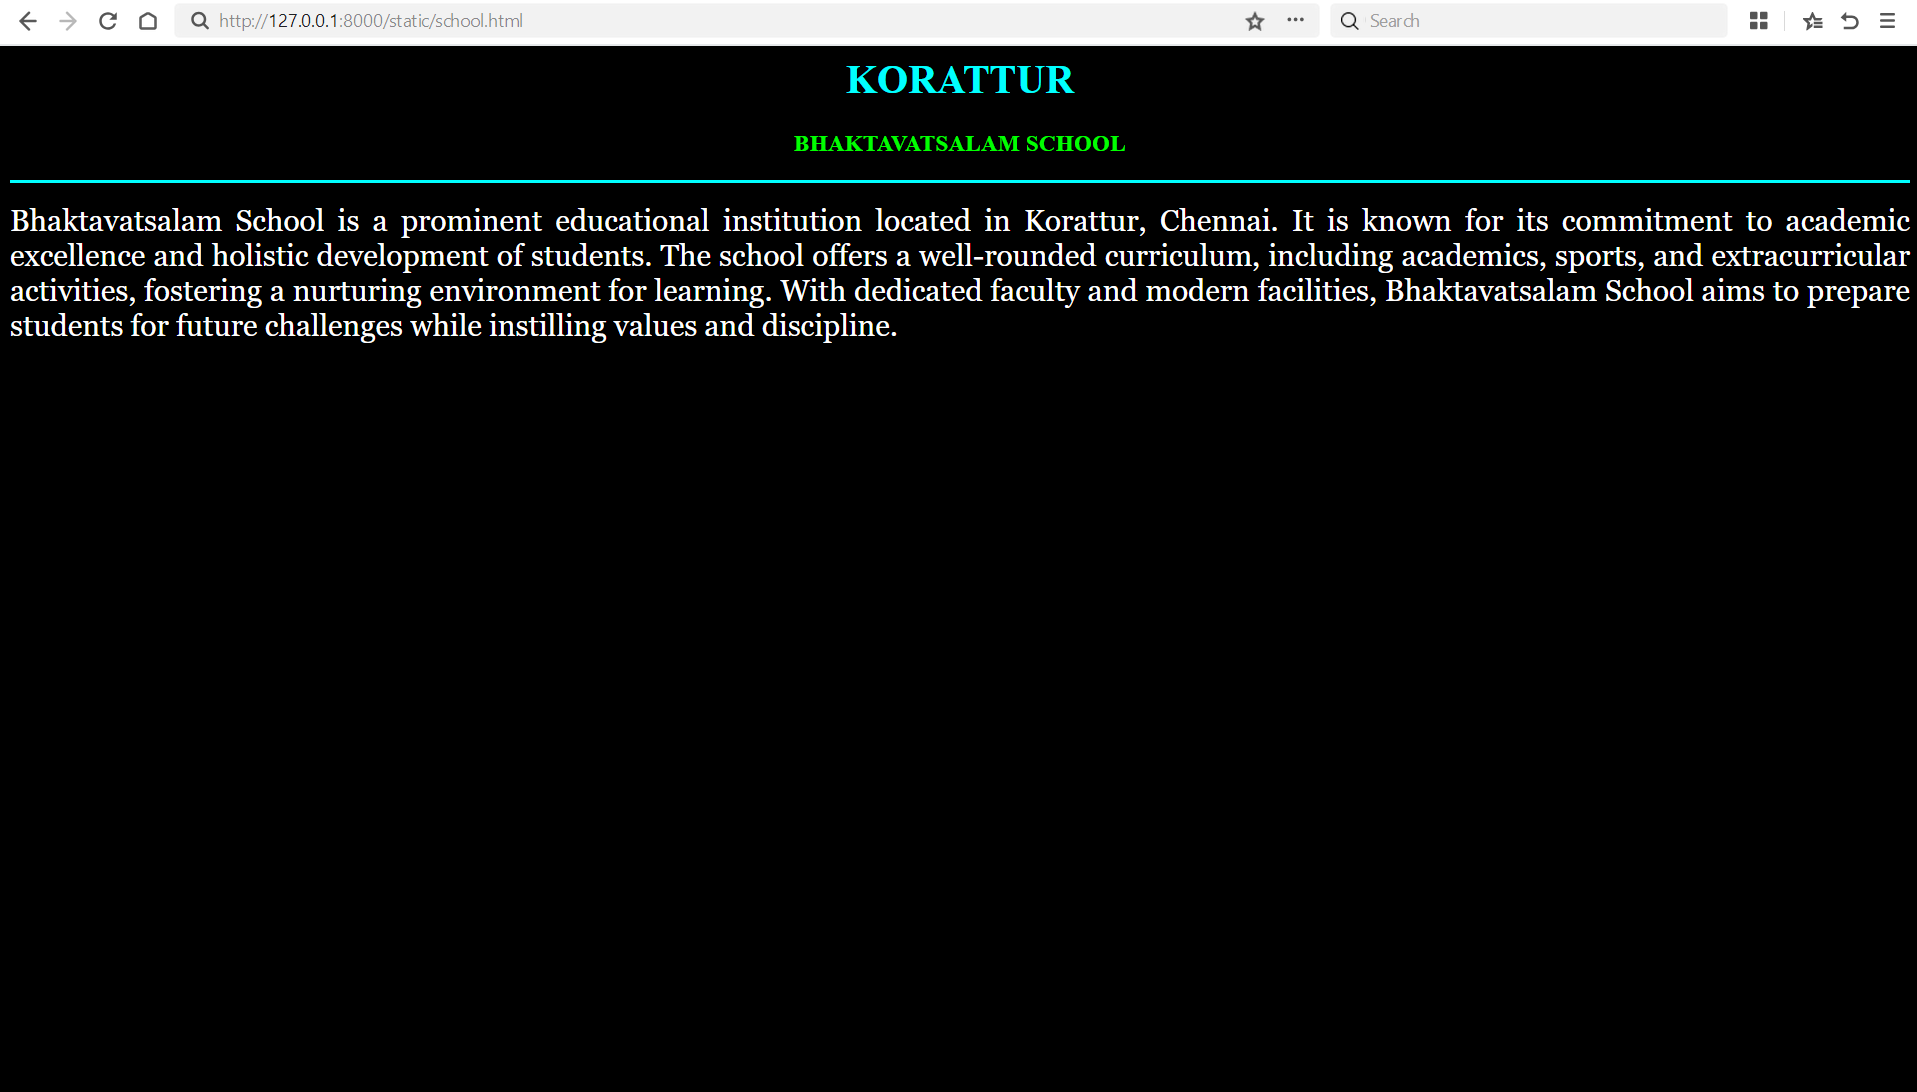 http://127.0.0.1:8000/static/school.html
Search
KORATTUR
BHAKTAVATSALAM SCHOOL
Bhaktavatsalam School is a prominent educational institution located in Korattur, Chennai. It is known for its commitment to academic
excellence and holistic development of students. The school offers a well-rounded curriculum, including academics, sports, and extracurricular
activities, fostering a nurturing environment for learning. With dedicated faculty and modern facilities, Bhaktavatsalam School aims to prepare
students for future challenges while instilling values and discipline.